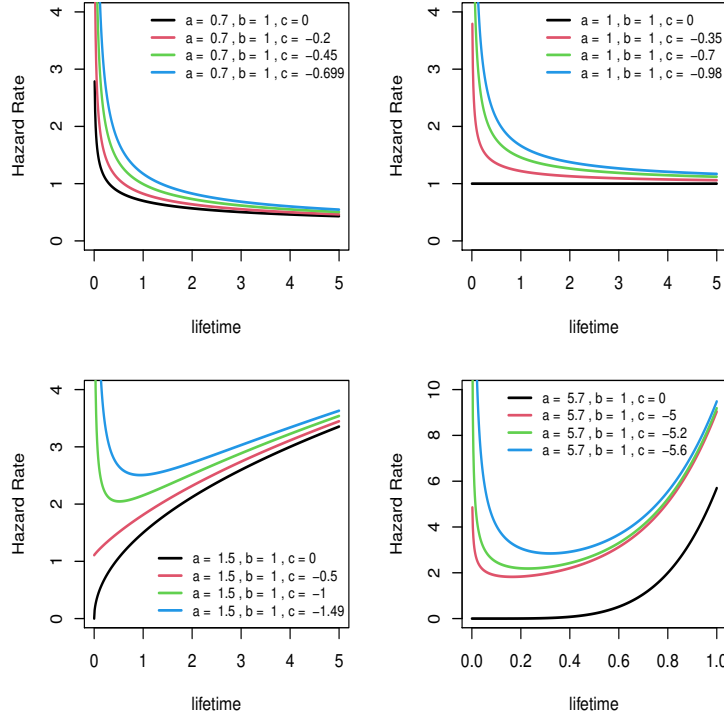 a = 0.7 , b = 1 , c = 0
a = 0.7 , b = 1 , c = −0.2
a = 0.7 , b = 1 , c = −0.45
a = 0.7 , b = 1 , c = −0.699
Hazard Rate
0 1 2 3 4
0 1 2 3 4 5
lifetime
a = 1 , b = 1 , c = 0
a = 1 , b = 1 , c = −0.35
a = 1 , b = 1 , c = −0.7
a = 1 , b = 1 , c = −0.98
Hazard Rate
0 1 2 3 4
0 1 2 3 4 5
lifetime
a = 1.5 , b = 1 , c = 0
a = 1.5 , b = 1 , c = −0.5
a = 1.5 , b = 1 , c = −1
a = 1.5 , b = 1 , c = −1.49
Hazard Rate
0 1 2 3 4
0 1 2 3 4 5
lifetime
a = 5.7 , b = 1 , c = 0
a = 5.7 , b = 1 , c = −5
a = 5.7 , b = 1 , c = −5.2
a = 5.7 , b = 1 , c = −5.6
Hazard Rate
0 2 4 6 8 10
0.0 0.2 0.4 0.6 0.8 1.0
lifetime